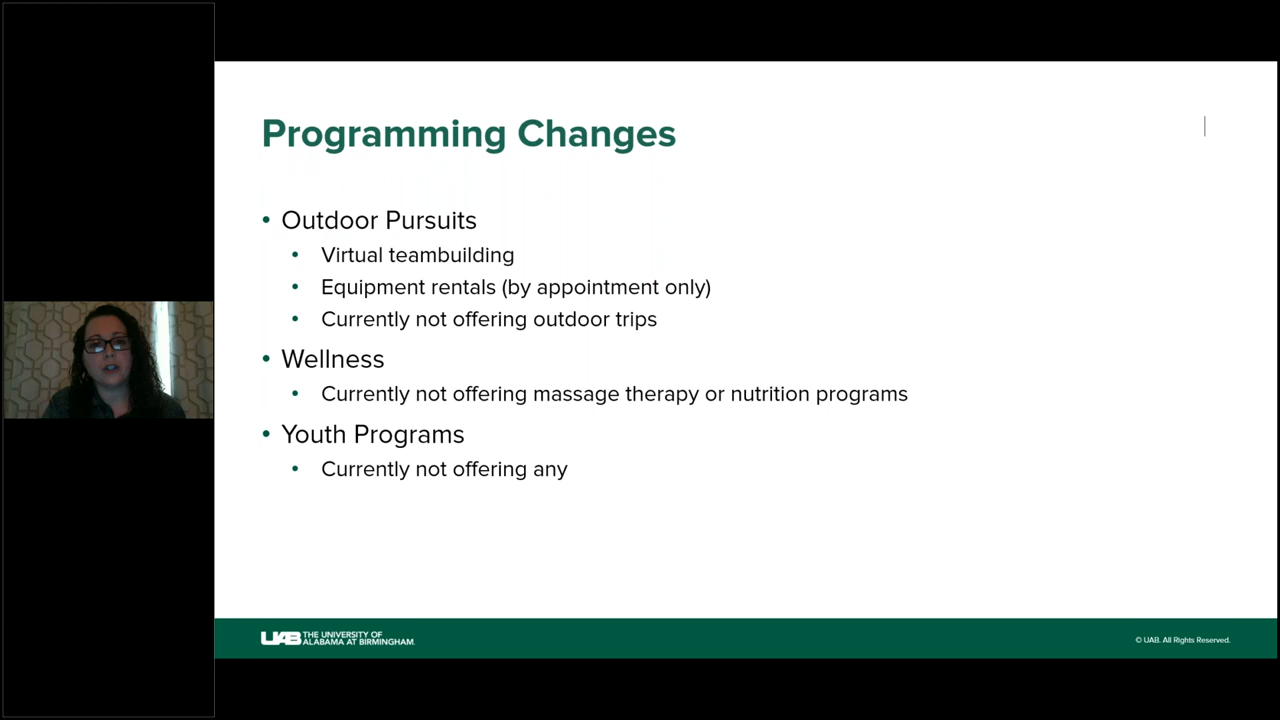 Programming Changes
• Outdoor Pursuits
• Virtual teambuilding
• Equipment rentals (by appointment only)
• Currently not offering outdoor trips
• Wellness
• Currently not offering massage therapy or nutrition programs
• Youth Programs
• Currently not offering any
UAB THE UNIVERSITY OF
ALABAMA AT BIRMINGHAM.
© UAB. All Rights Reserved.